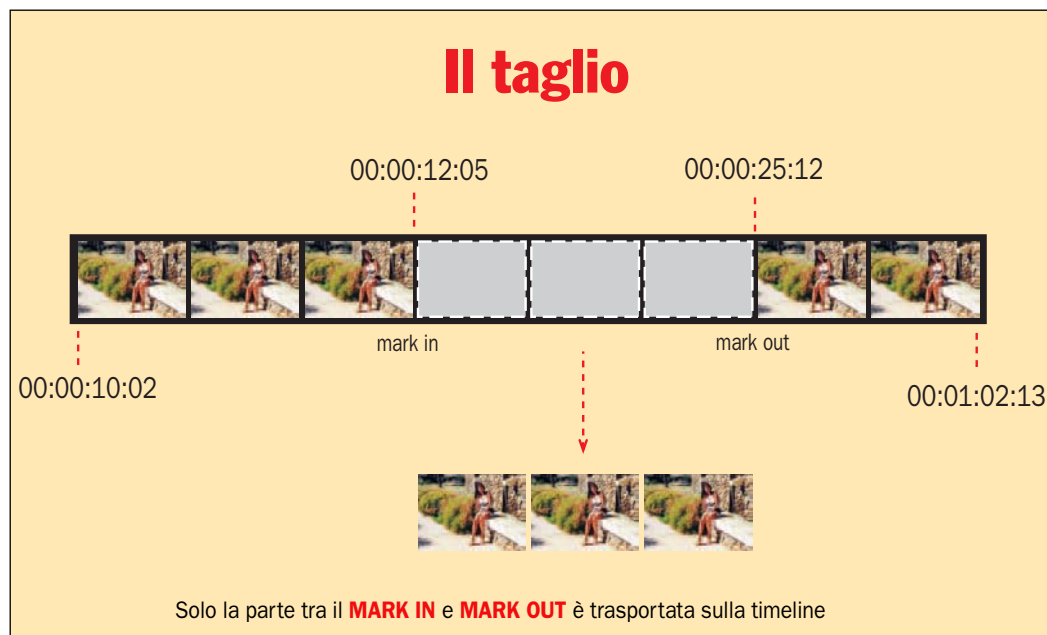 Il taglio
00:00:12:05
00:00:25:12
mark in
mark out
00:00:10:02
00:01:02:13
Solo la parte tra il MARK IN e MARK OUT è trasportata sulla timeline